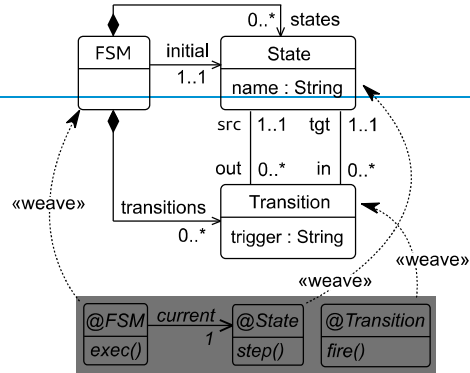 0..* states
FSM initial State
1..1
name : String
src 1..1 tgt 1..1
out 0..* in 0..*
«weave» transitions Transition
0..*
trigger : String
«weave»
«weave»
@FSM current @State @Transition
1
exec() step() fire()